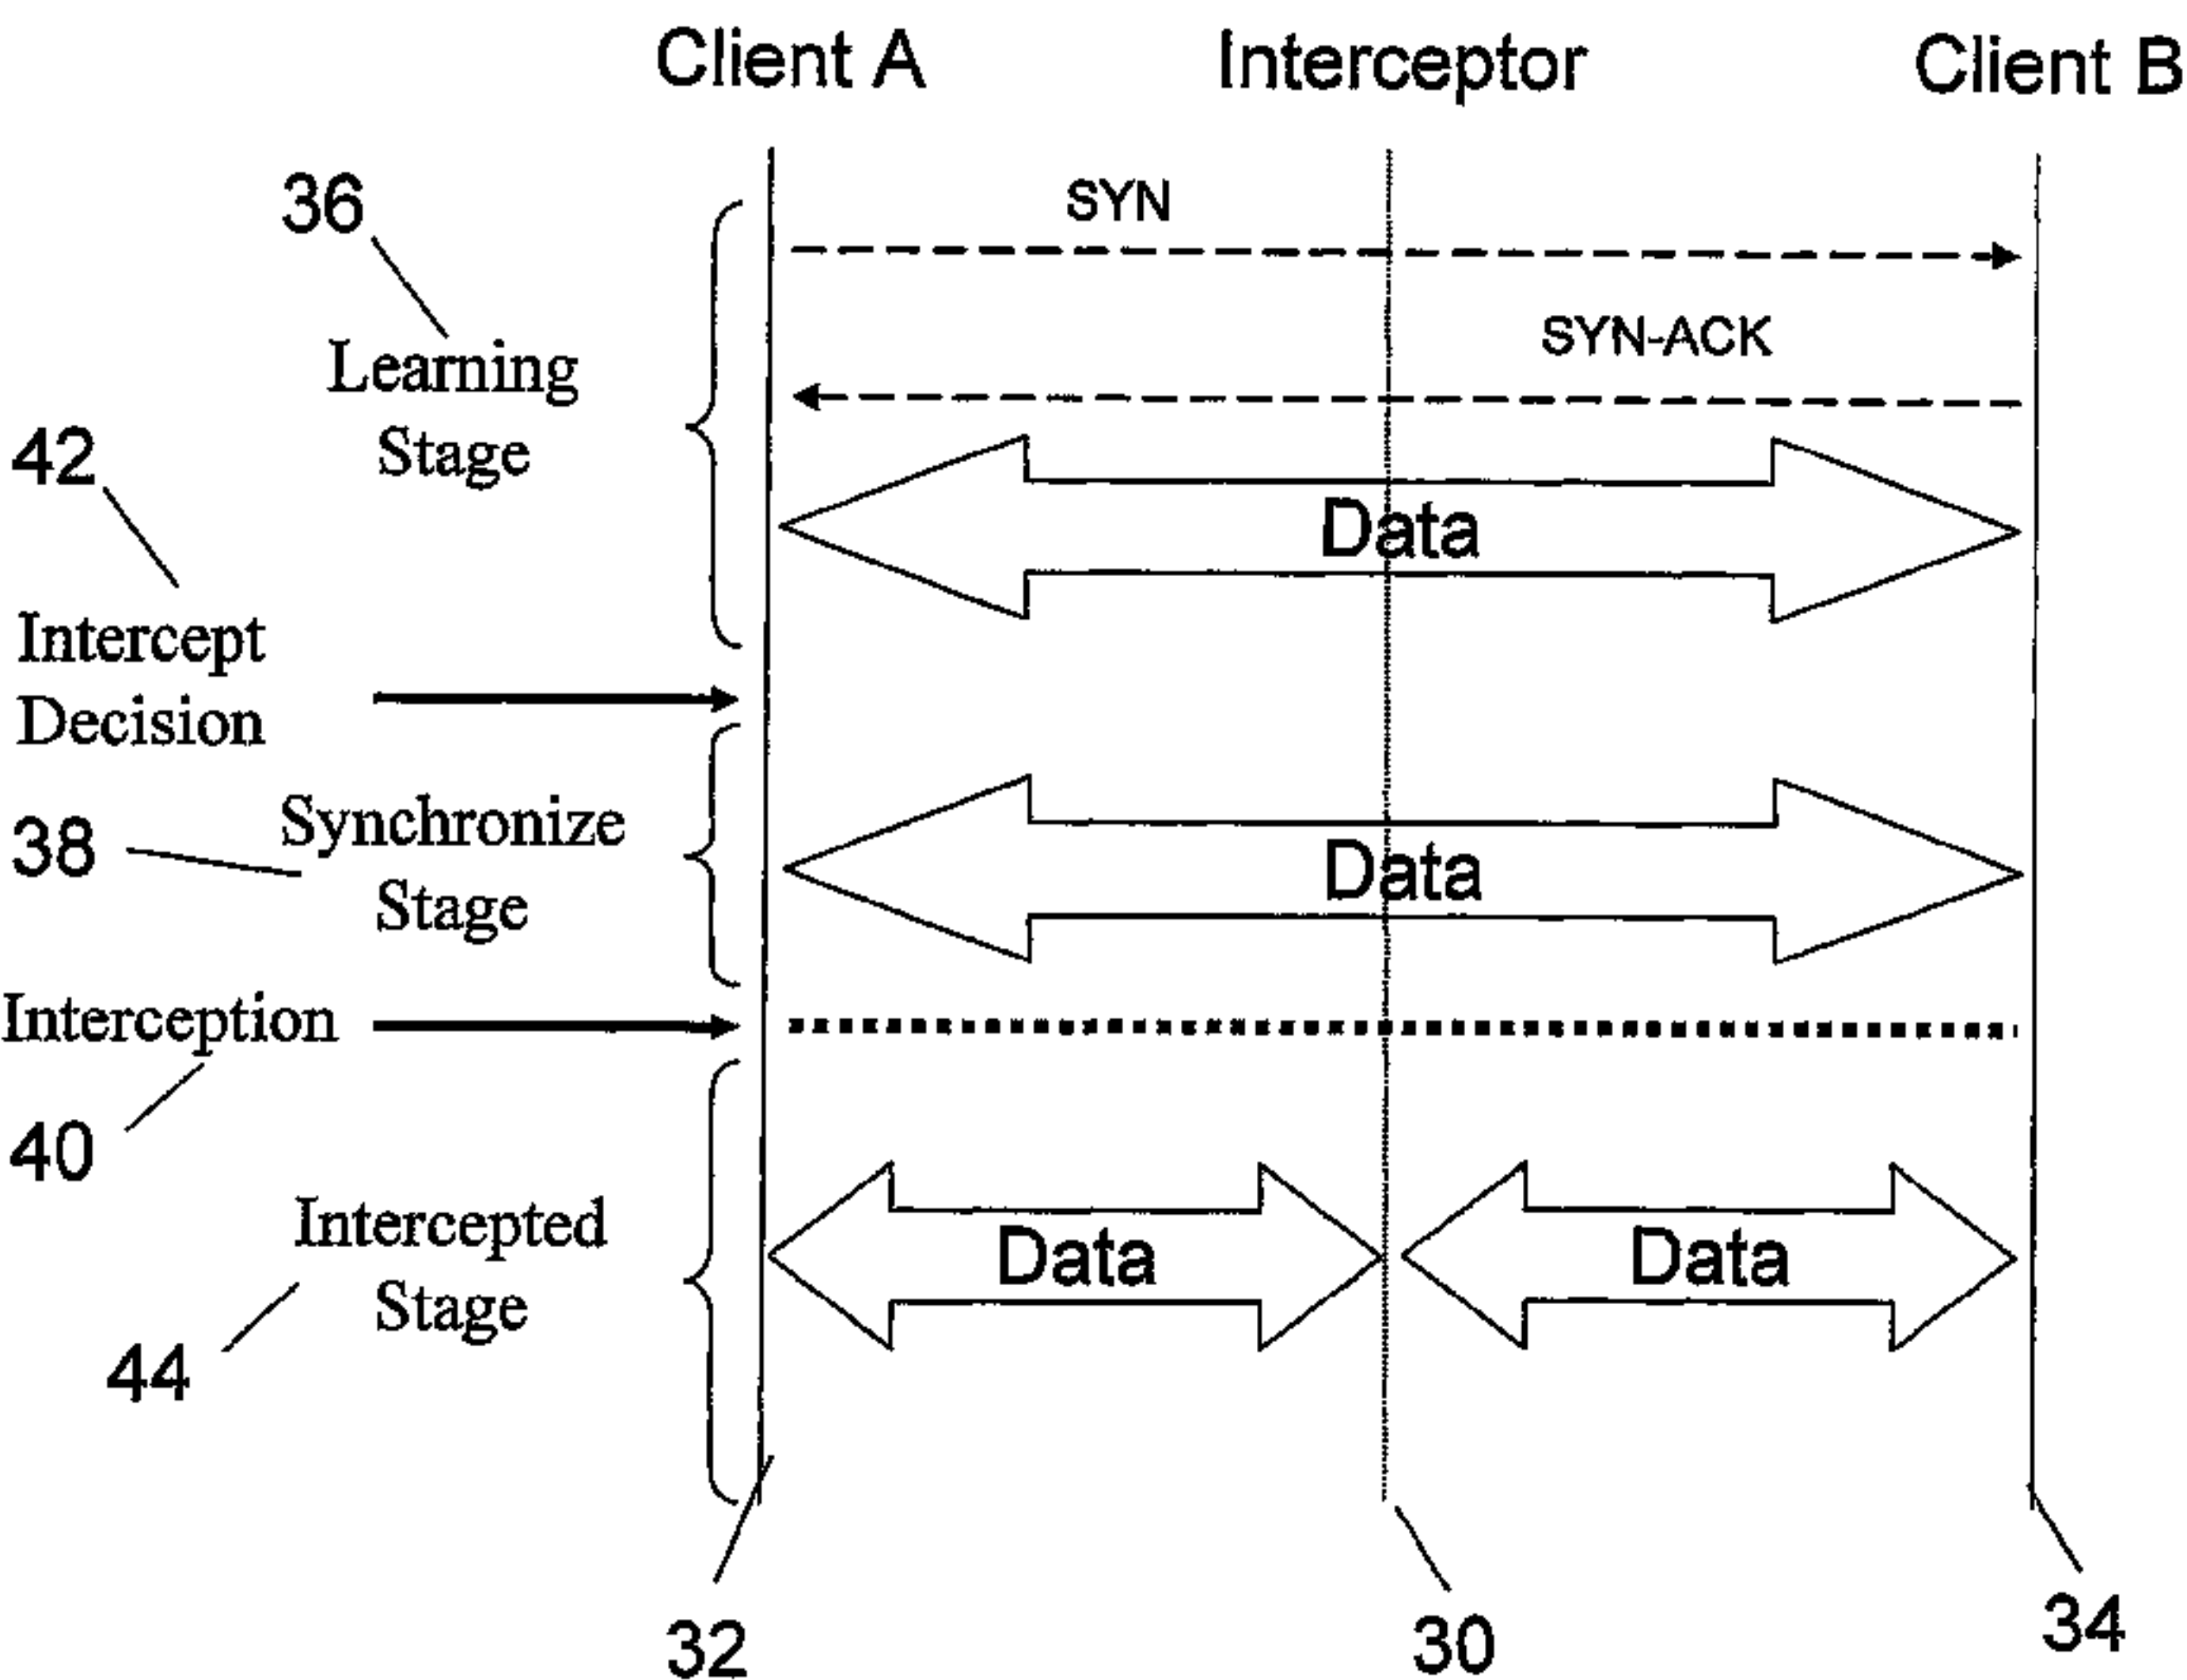 Client A Interceptor Client B
36
SYN
SYN-ACK
Learning
Stage
42
Data
Intercept
Decision
38
Synchronize
Stage
Data
Interception
40
Intercepted
Stage
Data Data
44
32 30 34